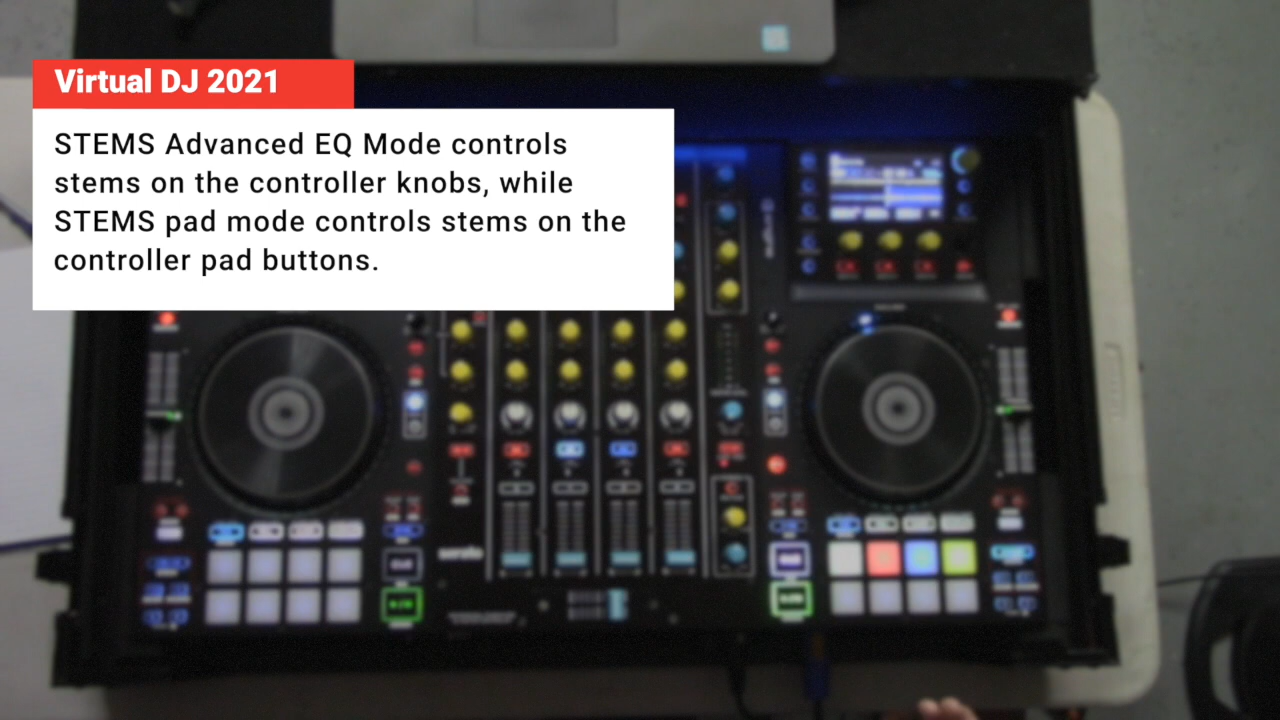 Virtual DJ 2021
STEMS Advanced EQ Mode controls
stems on the controller knobs, while
STEMS pad mode controls stems on the
controller pad buttons.
serato